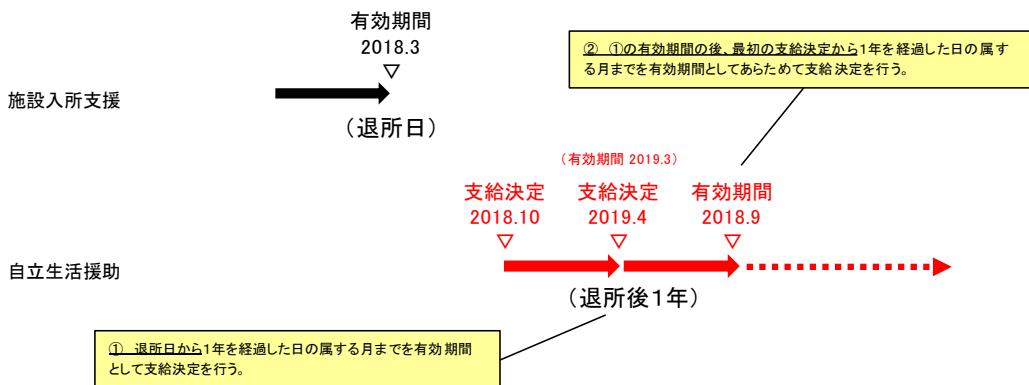 有効期間
2018.3
▽
② ①の有効期間の後、最初の支給決定から1年を経過した日の属す
る月までを有効期間としてあらためて支給決定を行う。
施設入所支援
（退所日）
（有効期間 2019.3）
支給決定 支給決定 有効期間
2018.10 2019.4 2018.9
▽ ▽ ▽
自立生活援助
（退所後１年）
① 退所日から1年を経過した日の属する月までを有効期間
として支給決定を行う。